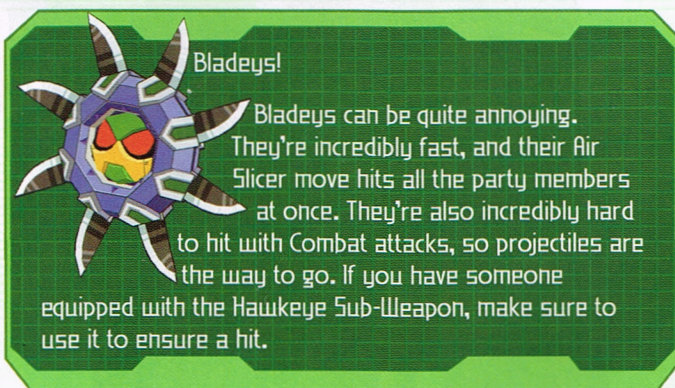 Bladeys!
Bladeys can be quite annoying.
They're incredibly fast, and their Air
Slicer move hits all the party members
at once. They're also incredibly hard
to hit with Combat attacks, so projectiles are
the way to go. If you have someone
equipped with the Hawkeye Sub-Weapon, make sure to
use it to ensure a hit.